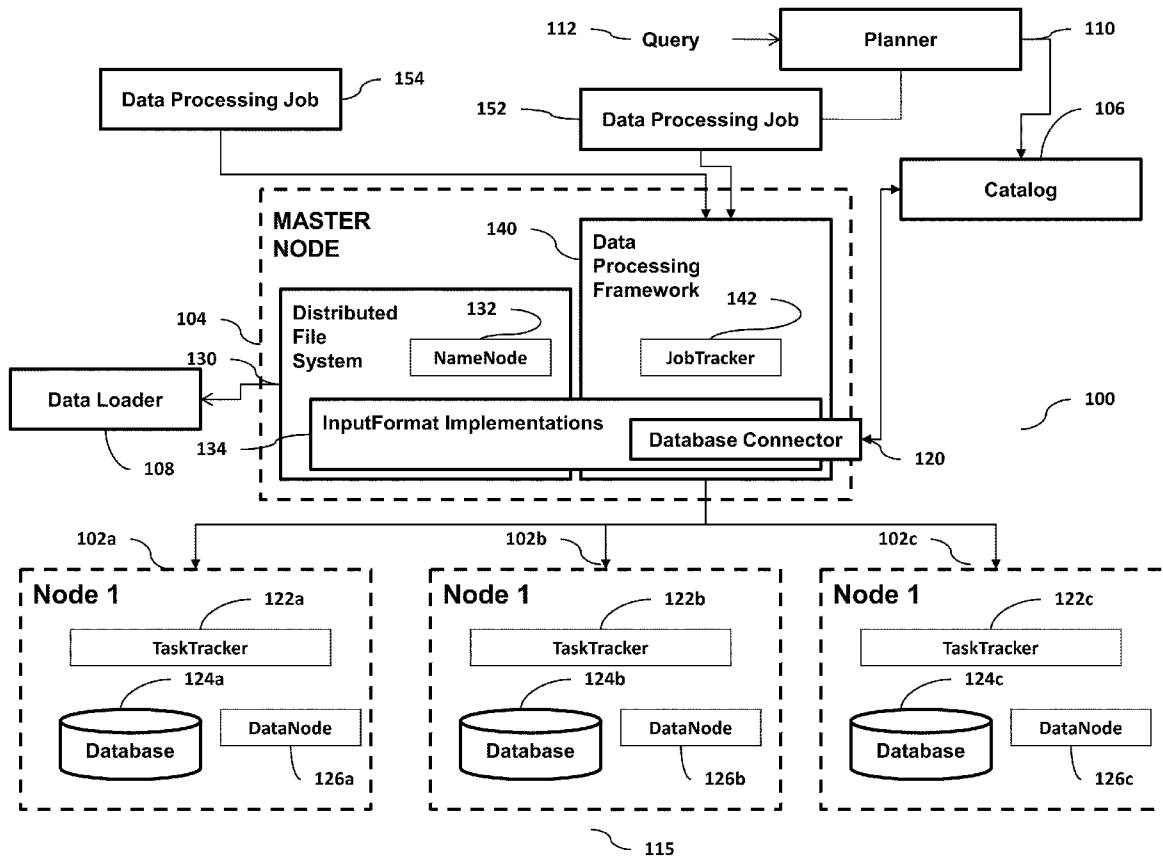 112
Query
Planner
110
Data Processing Job
154
152
Data Processing Job
106
Catalog
MASTER
NODE
140
Data
Processing
Framework
104
Distributed
File
System
132
NameNode
142
JobTracker
130
Data Loader
108
InputFormat Implementations
134
Database Connector
120
100
102a
102b
102c
Node 1
122a
TaskTracker
124a
Database
DataNode
126a
Node 1
122b
TaskTracker
124b
Database
DataNode
126b
Node 1
122c
TaskTracker
124c
Database
DataNode
126c
115